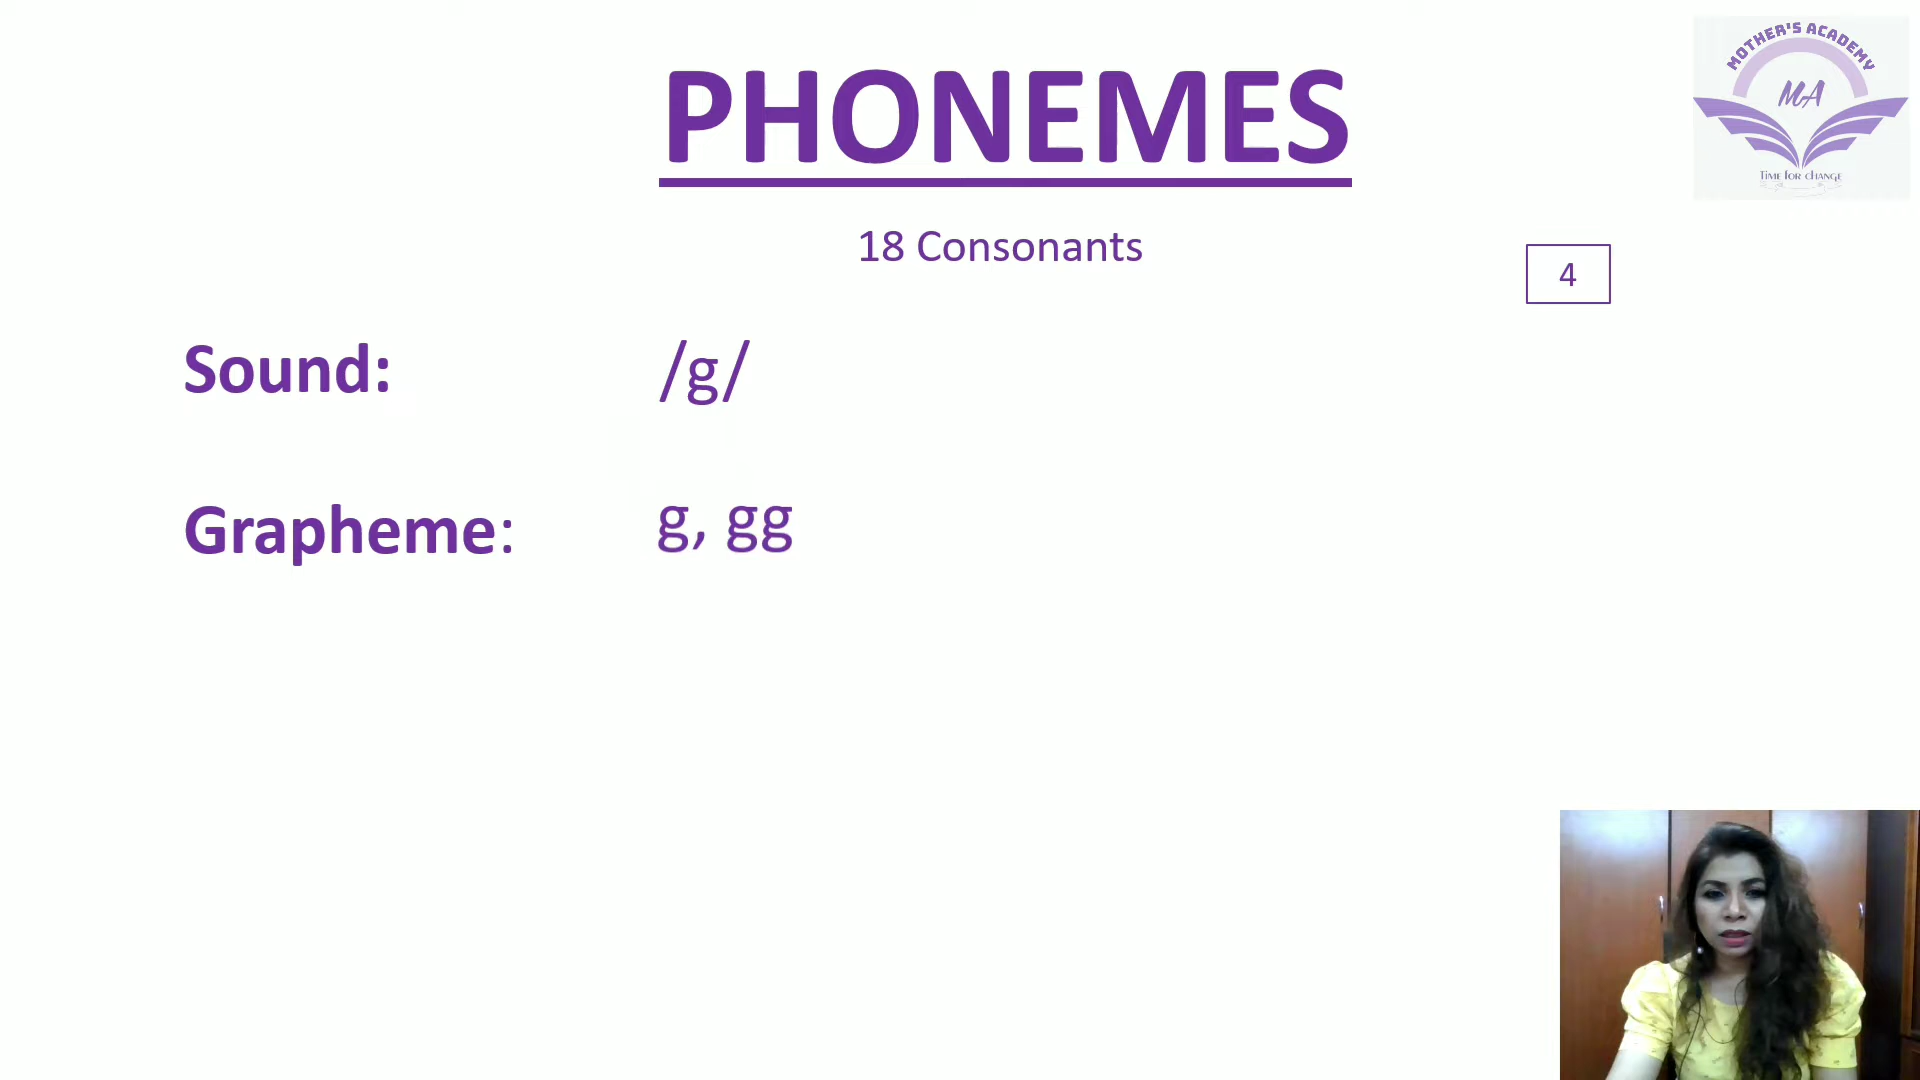 PHONEMES
MOTHER'S ACADEMY
MA
TIME for cHANGE
18 Consonants
4
Sound: /g/
Grapheme: g, gg